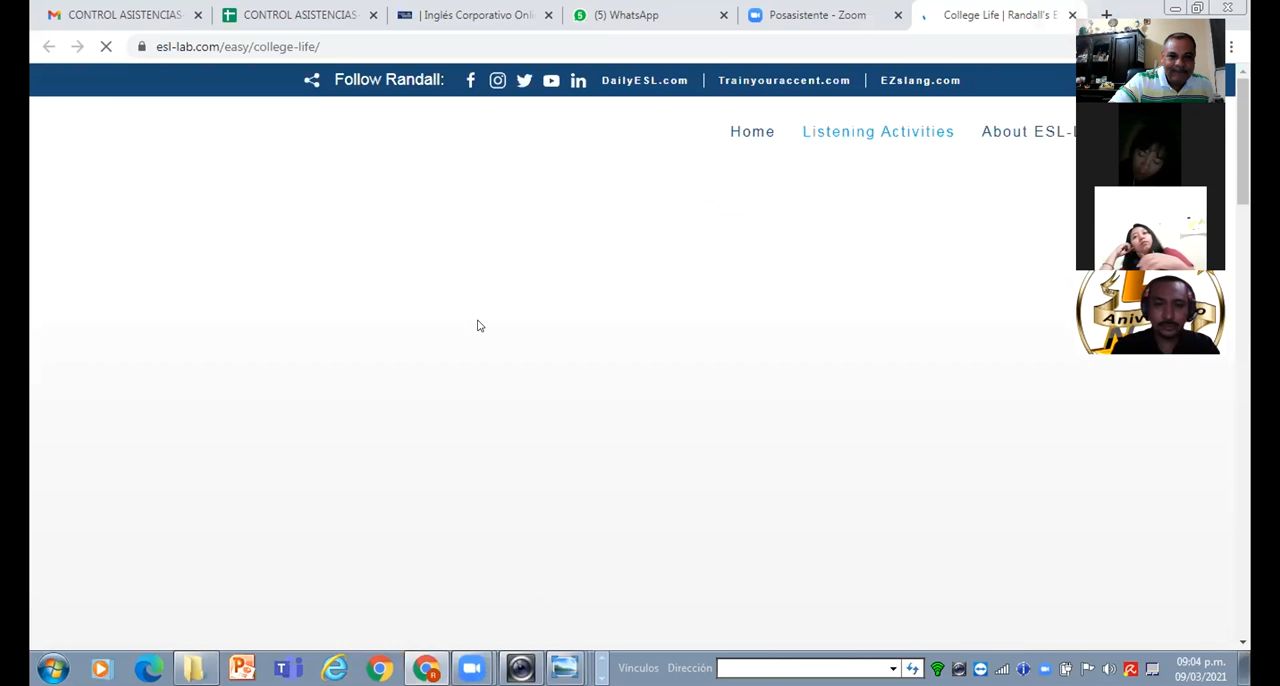 CONTROL ASISTENCIAS
CONTROL ASISTENCIAS
| Inglés Corporativo Onli
(5) WhatsApp
Posasistente - Zoom
College Life | Randall's E
esl-lab.com/easy/college-life/
Follow Randall:
DailyESL.com | Trainyouraccent.com | EZslang.com
Home
Listening Activities
About ESL-L
Vínculos
Dirección
09:04 p.m.
09/03/2021